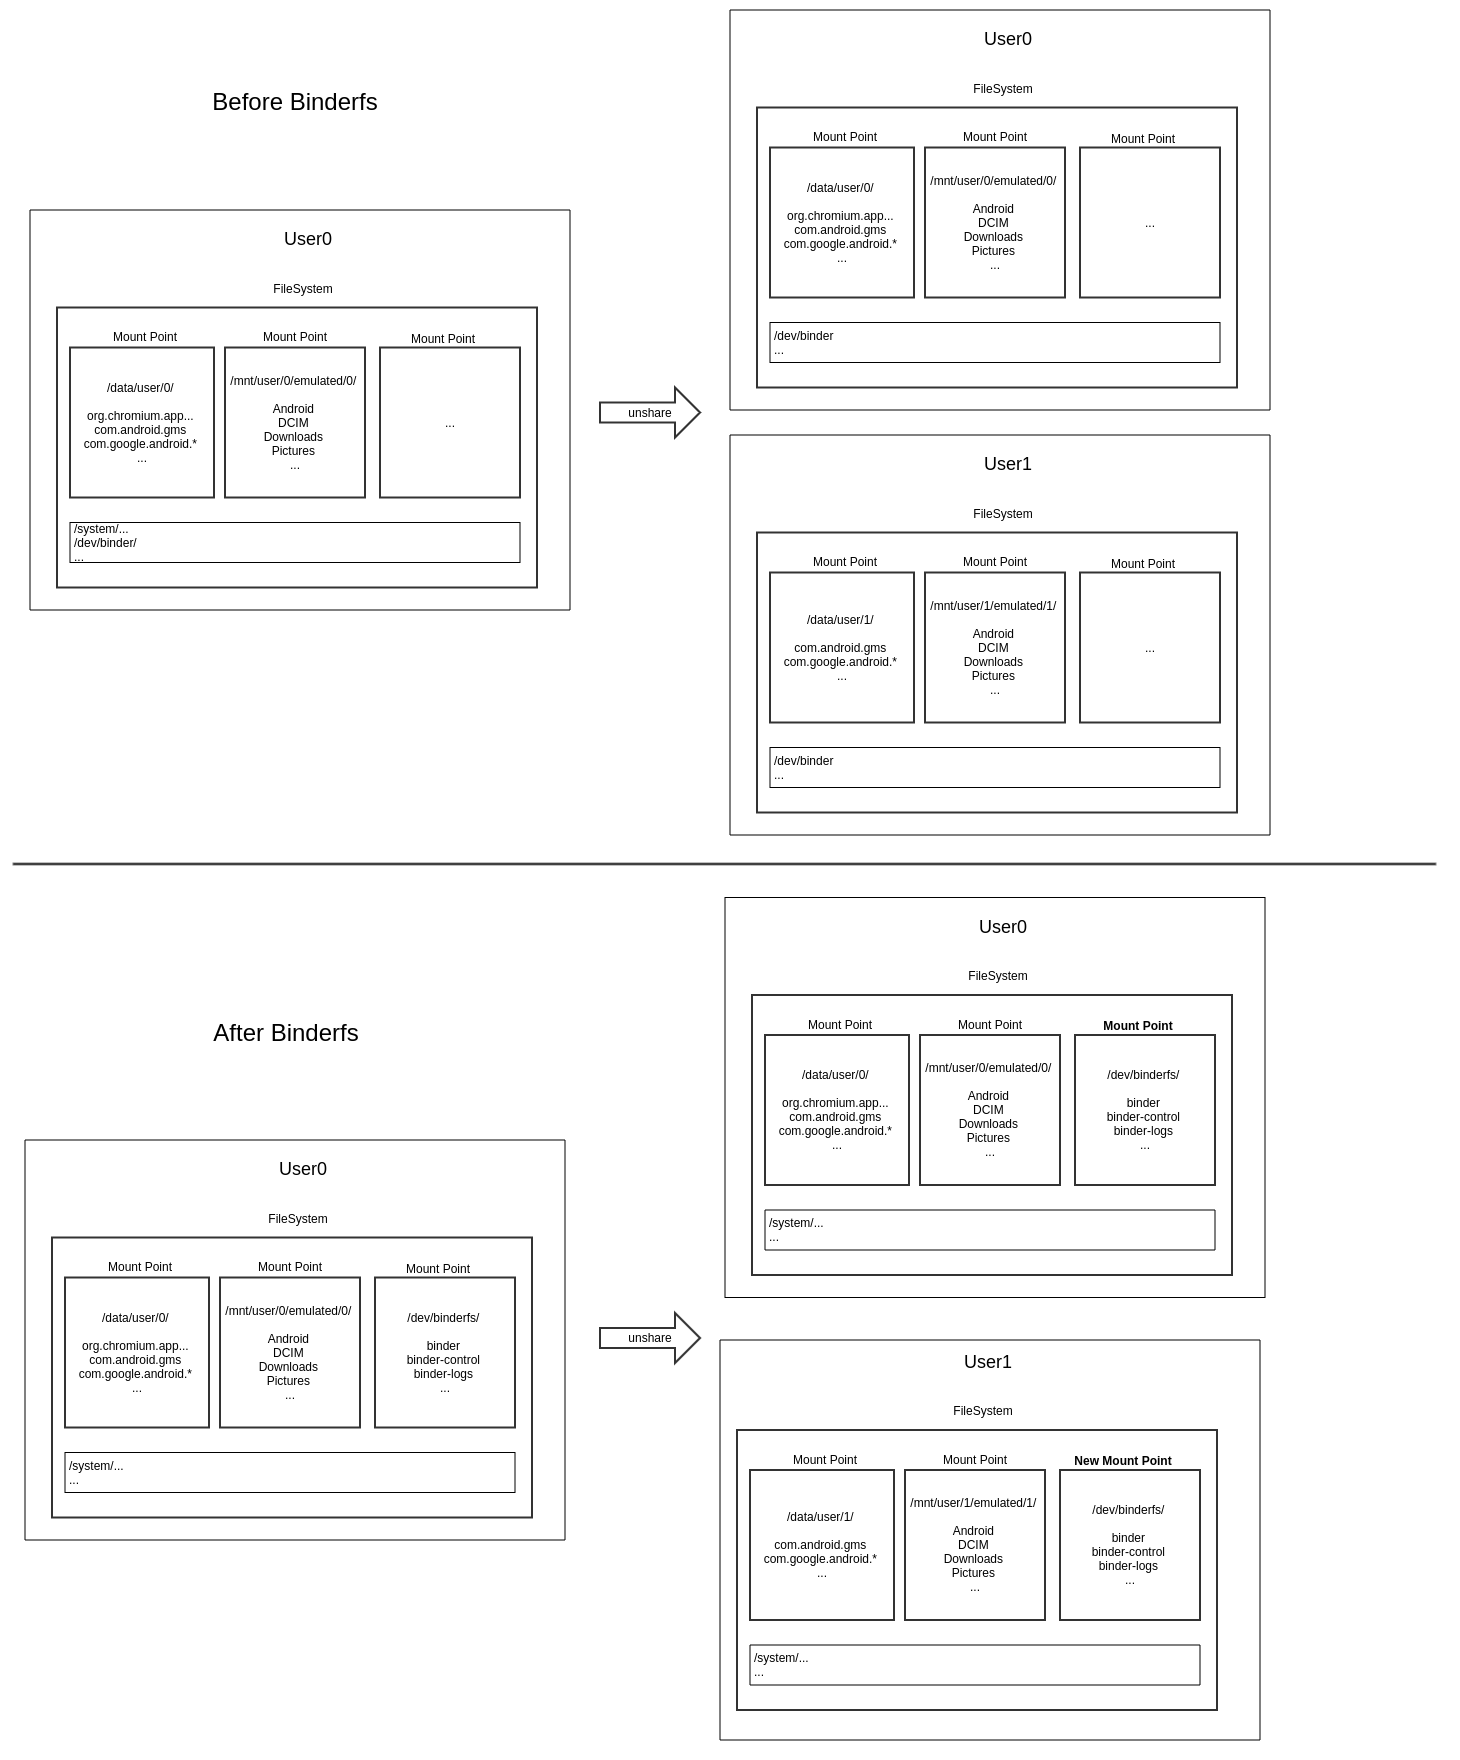 Before Binderfs
User0
FileSystem
Mount Point
/data/user/0/
org.chromium.app...
com.android.gms
com.google.android.*
...
Mount Point
/mnt/user/0/emulated/0/
Android
DCIM
Downloads
Pictures
...
Mount Point
...
/system/...
/dev/binder/
...
unshare
User0
FileSystem
Mount Point
/data/user/0/
org.chromium.app...
com.android.gms
com.google.android.*
...
Mount Point
/mnt/user/0/emulated/0/
Android
DCIM
Downloads
Pictures
...
Mount Point
...
/dev/binder
...
User1
FileSystem
Mount Point
/data/user/1/
com.android.gms
com.google.android.*
...
Mount Point
/mnt/user/1/emulated/1/
Android
DCIM
Downloads
Pictures
...
Mount Point
...
/dev/binder
...
After Binderfs
User0
FileSystem
Mount Point
/data/user/0/
org.chromium.app...
com.android.gms
com.google.android.*
...
Mount Point
/mnt/user/0/emulated/0/
Android
DCIM
Downloads
Pictures
...
Mount Point
/dev/binderfs/
binder
binder-control
binder-logs
...
/system/...
...
unshare
User0
FileSystem
Mount Point
/data/user/0/
org.chromium.app...
com.android.gms
com.google.android.*
...
Mount Point
/mnt/user/0/emulated/0/
Android
DCIM
Downloads
Pictures
...
Mount Point
/dev/binderfs/
binder
binder-control
binder-logs
...
/system/...
...
User1
FileSystem
Mount Point
/data/user/1/
com.android.gms
com.google.android.*
...
Mount Point
/mnt/user/1/emulated/1/
Android
DCIM
Downloads
Pictures
...
New Mount Point
/dev/binderfs/
binder
binder-control
binder-logs
...
/system/...
...